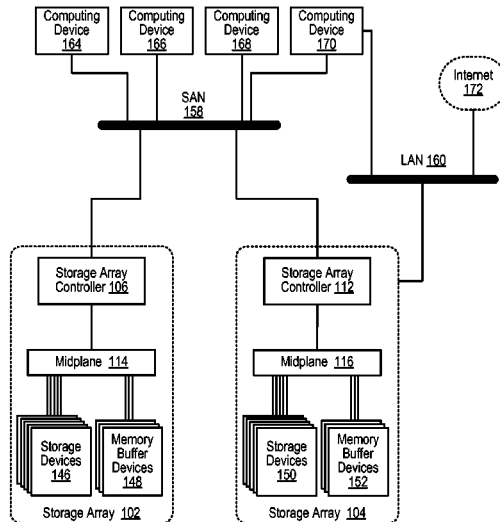 Computing
Device
164
Computing
Device
166
Computing
Device
168
Computing
Device
170
SAN
158
Internet
172
LAN 160
Storage Array
Controller 106
Storage Array
Controller 112
Midplane 114
Midplane 116
Storage
Devices
146
Memory
Buffer
Devices
148
Storage
Devices
150
Memory
Buffer
Devices
152
Storage Array 102
Storage Array 104